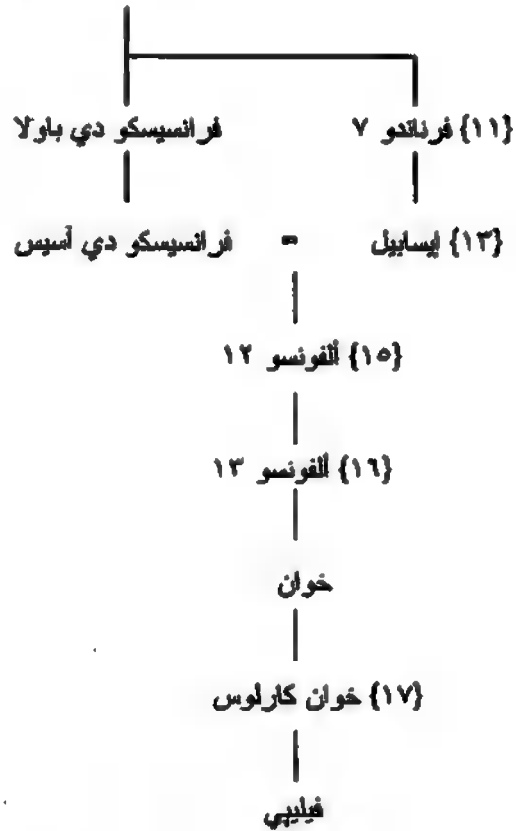 {١١} فرناندو ٧ فرانسيسكو دي باولا
{١٣} إيسابيل = فرانسيسكو دي آسيس
{١٥} ألفونسو ١٢
{١٦} ألفونسو ١٣
خوان
{١٧} خوان كارلوس
فيليبي